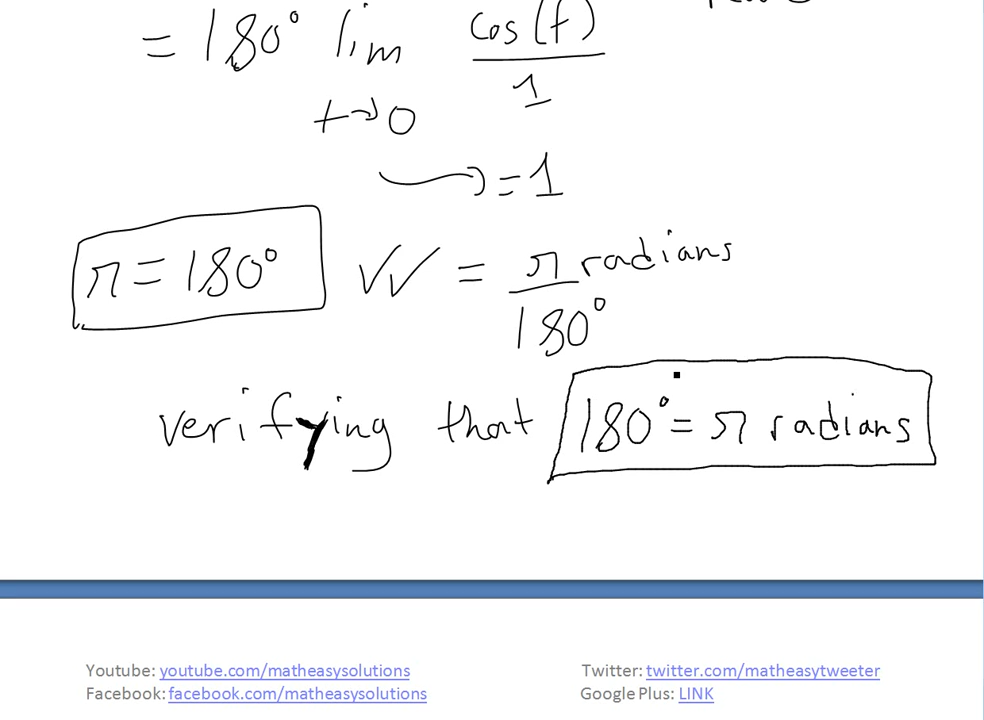 = 180° lim cos(t)/1
t→0
= 1
π = 180° ✓✓ = π radians/180°
verifying that 180° = π radians
Youtube: youtube.com/matheasysolutions Twitter: twitter.com/matheasytweeter
Facebook: facebook.com/matheasysolutions Google Plus: LINK